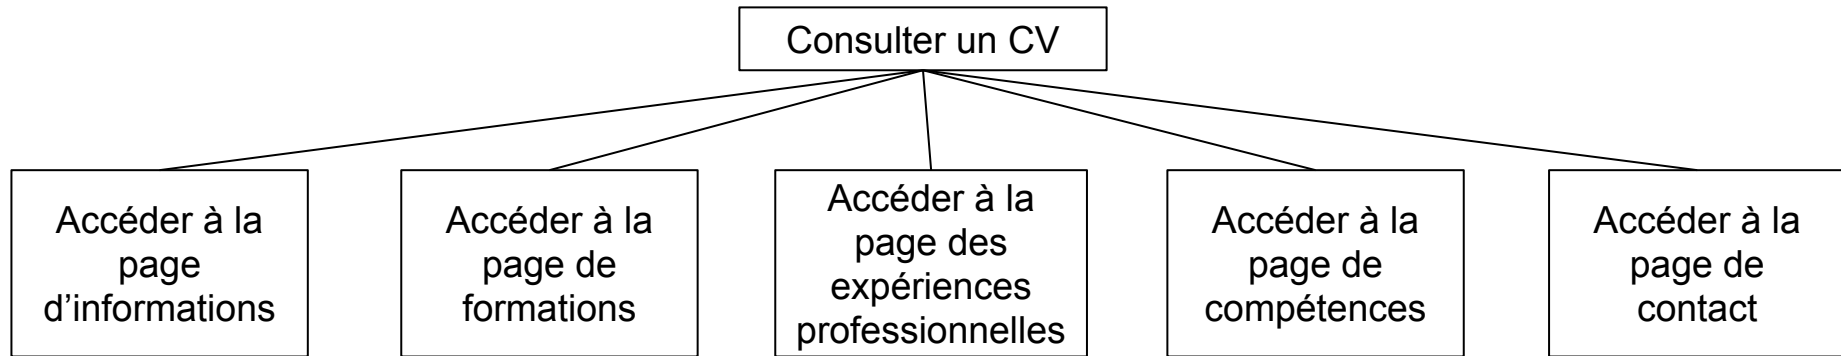 Consulter un CV
Accéder à la
page
d’informations
Accéder à la
page de
formations
Accéder à la
page des
expériences
professionnelles
Accéder à la
page de
compétences
Accéder à la
page de
contact